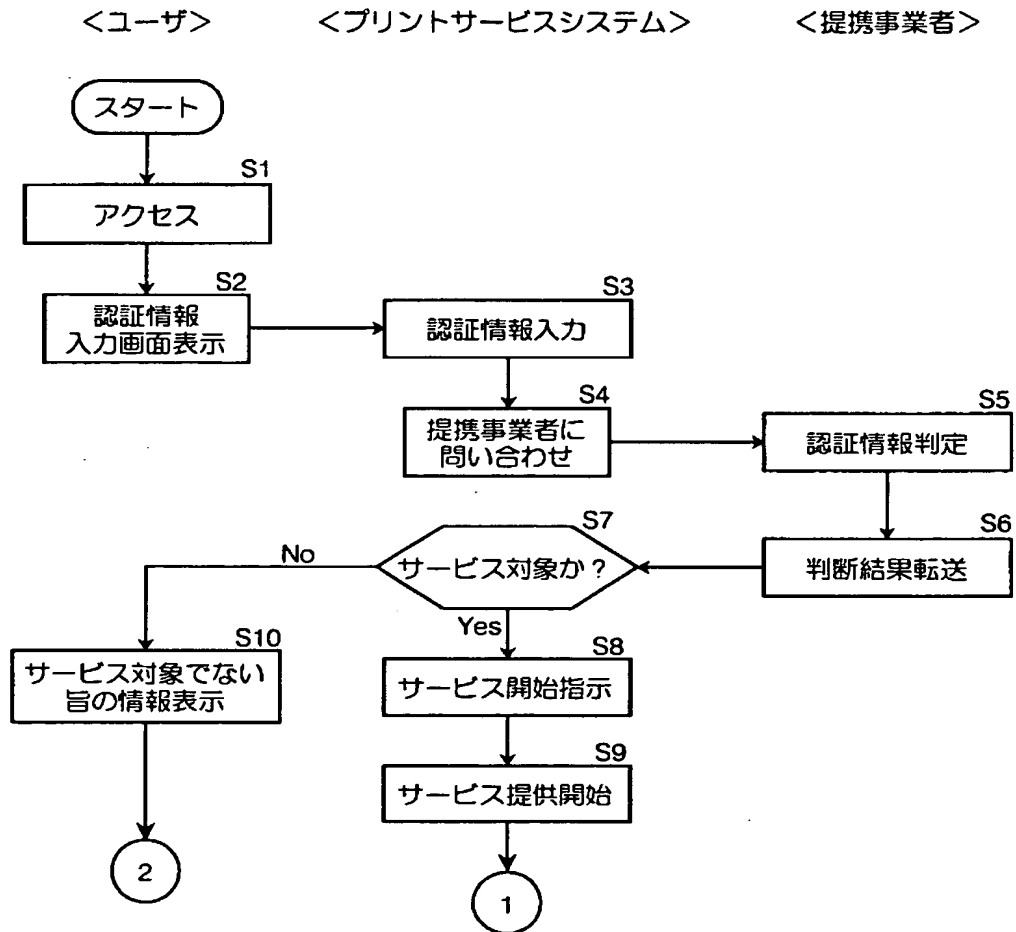 ＜ユーザ＞ ＜プリントサービスシステム＞ ＜提携事業者＞
スタート
S1
アクセス
S2
認証情報
入力画面表示
S3
認証情報入力
S4
提携事業者に
問い合わせ
S5
認証情報判定
S6
判断結果転送
S7
サービス対象か？
No
Yes
S10
サービス対象でない
旨の情報表示
S8
サービス開始指示
S9
サービス提供開始
2
1